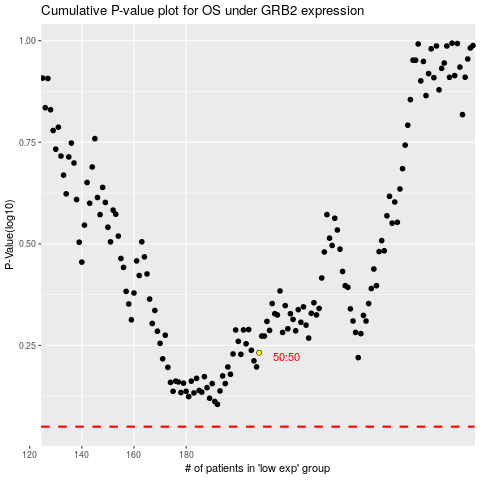 Cumulative P-value plot for OS under GRB2 expression
P-Value(log10)
1.00
0.75
0.50
0.25
50:50
120 140 160 180
# of patients in 'low exp' group